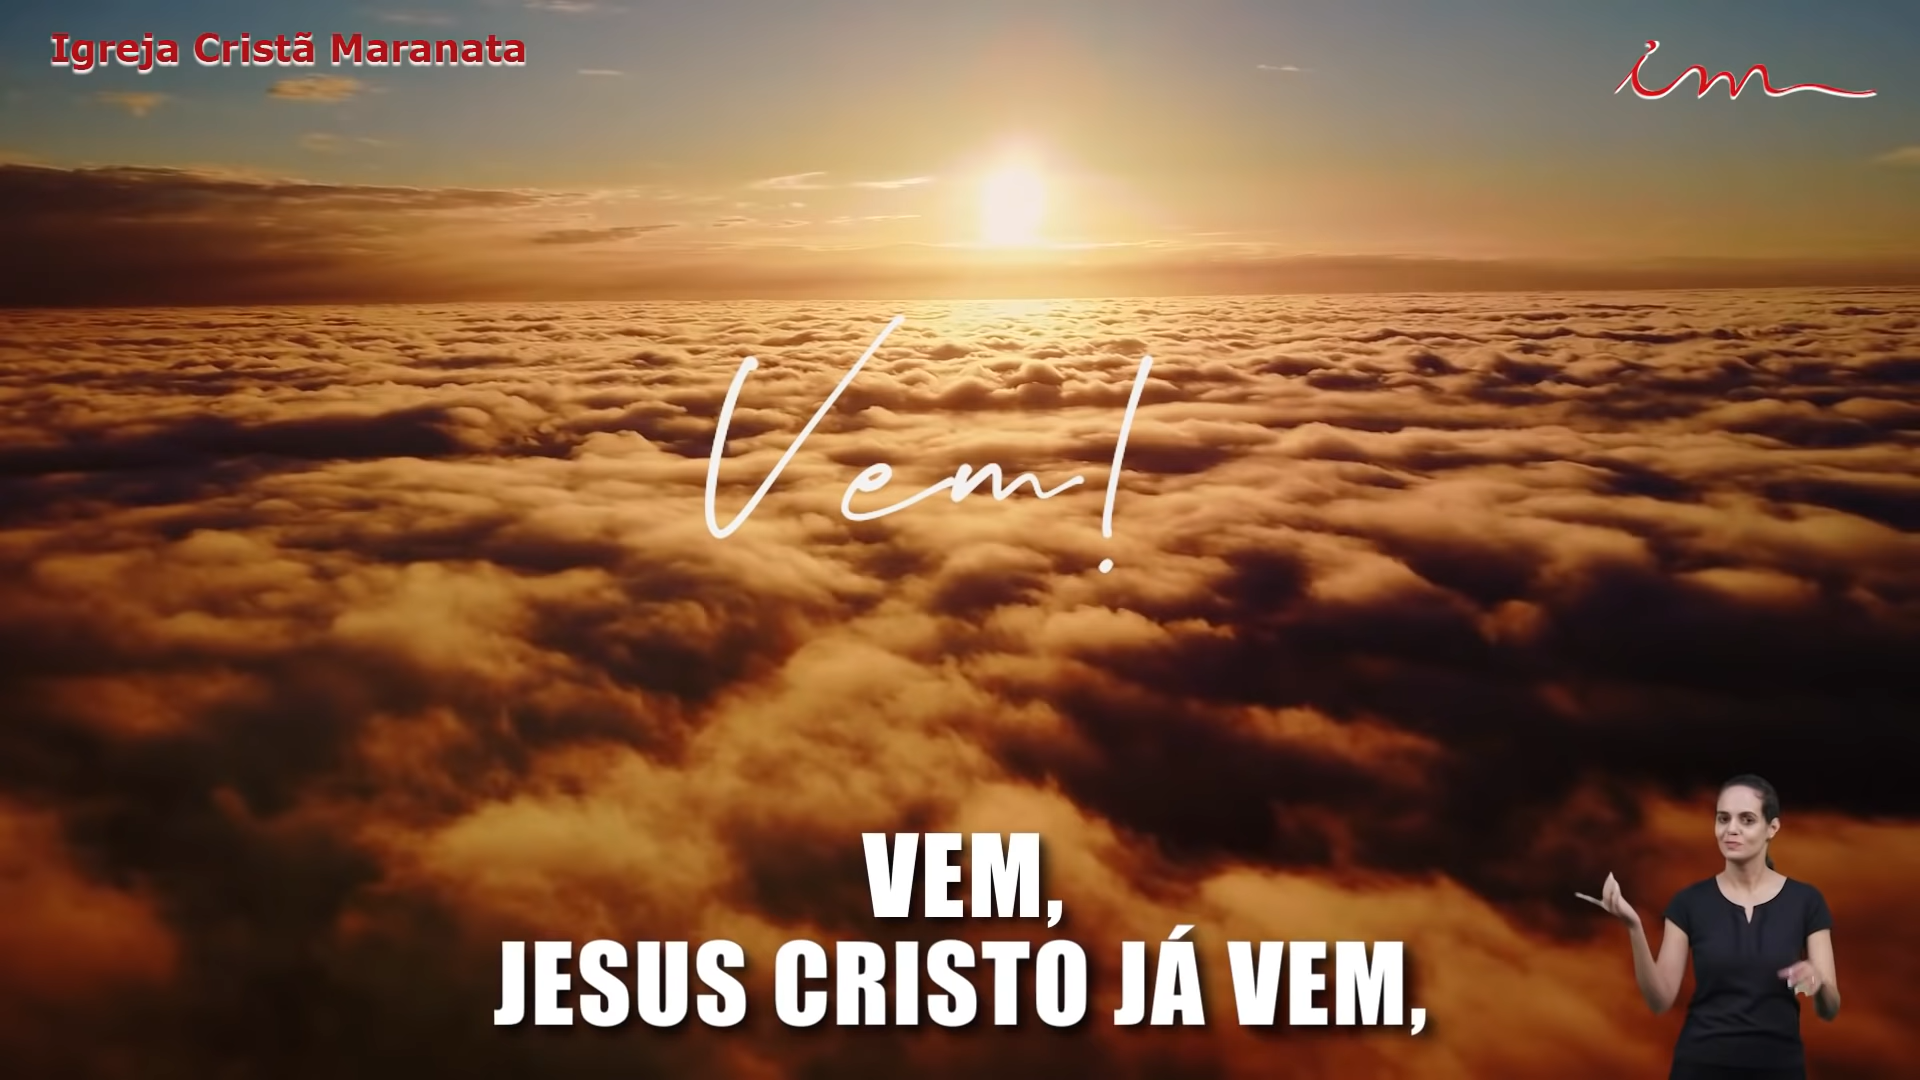 Igreja Cristã Maranata
im
Vem!
VEM,
JESUS CRISTO JÁ VEM,